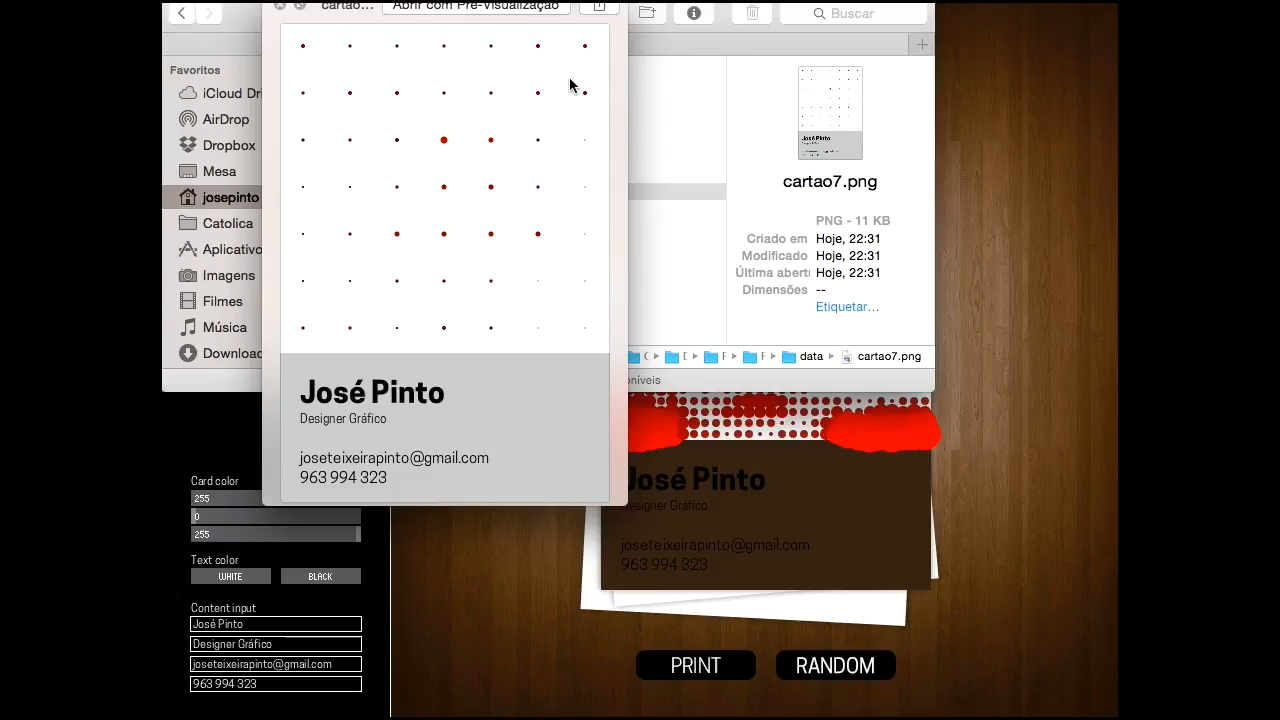 cartao...
Abrir com Pré-Visualização
Buscar
Favoritos
iCloud Dri
AirDrop
Dropbox
Mesa
josepinto
Catolica
Aplicativo
Imagens
Filmes
Música
Download
cartao7.png
PNG - 11 KB
Criado em Hoje, 22:31
Modificado Hoje, 22:31
Última abert Hoje, 22:31
Dimensões --
Etiquetar...
data
cartao7.png
oníveis
José Pinto
Designer Gráfico
joseteixeirapinto@gmail.com
963 994 323
José Pinto
Designer Gráfico
joseteixeirapinto@gmail.com
963 994 323
Card color
255
0
255
Text color
WHITE
BLACK
Content input
José Pinto
Designer Gráfico
joseteixeirapinto@gmail.com
963 994 323
PRINT
RANDOM